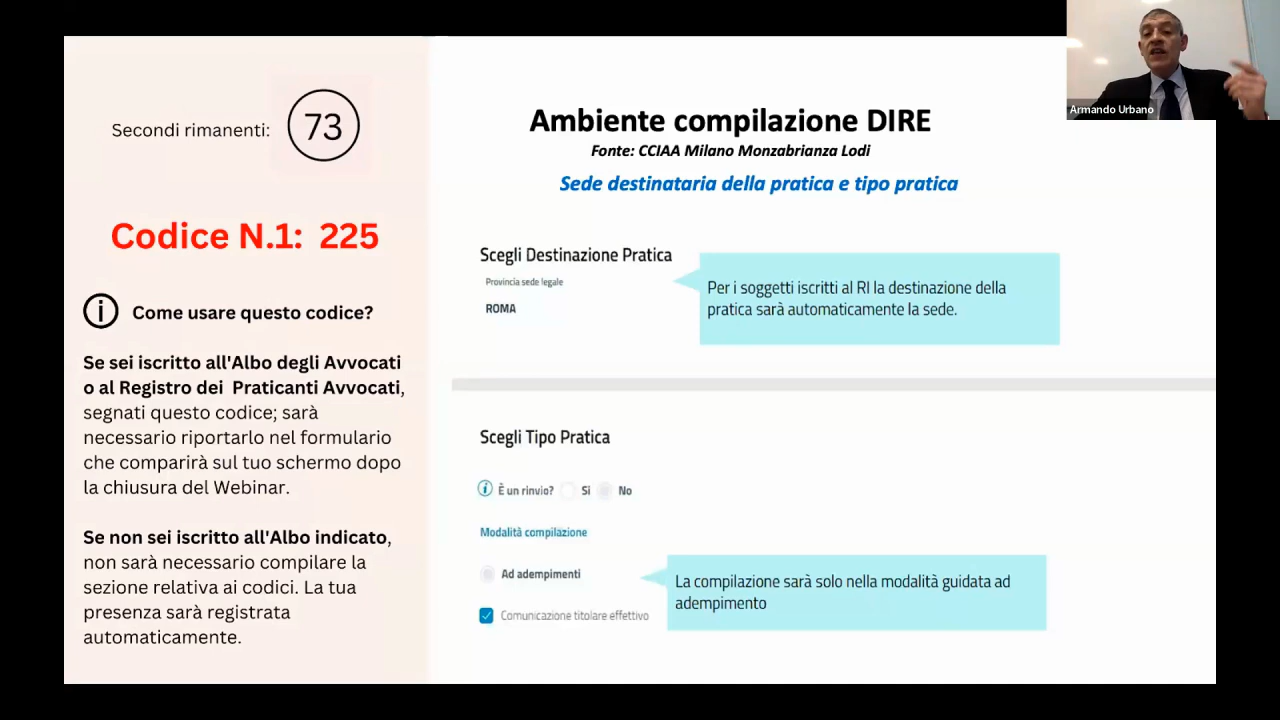 Armando Urbano
Secondi rimanenti: 73
Codice N.1: 225
Come usare questo codice?
Se sei iscritto all'Albo degli Avvocati
o al Registro dei Praticanti Avvocati,
segnati questo codice; sarà
necessario riportarlo nel formulario
che comparirà sul tuo schermo dopo
la chiusura del Webinar.
Se non sei iscritto all'Albo indicato,
non sarà necessario compilare la
sezione relativa ai codici. La tua
presenza sarà registrata
automaticamente.
Ambiente compilazione DIRE
Fonte: CCIAA Milano Monzabrianza Lodi
Sede destinataria della pratica e tipo pratica
Scegli Destinazione Pratica
Provincia sede legale
ROMA
Per i soggetti iscritti al RI la destinazione della
pratica sarà automaticamente la sede.
Scegli Tipo Pratica
È un rinvio? Si No
Modalità compilazione
Ad adempimenti
Comunicazione titolare effettivo
La compilazione sarà solo nella modalità guidata ad
adempimento